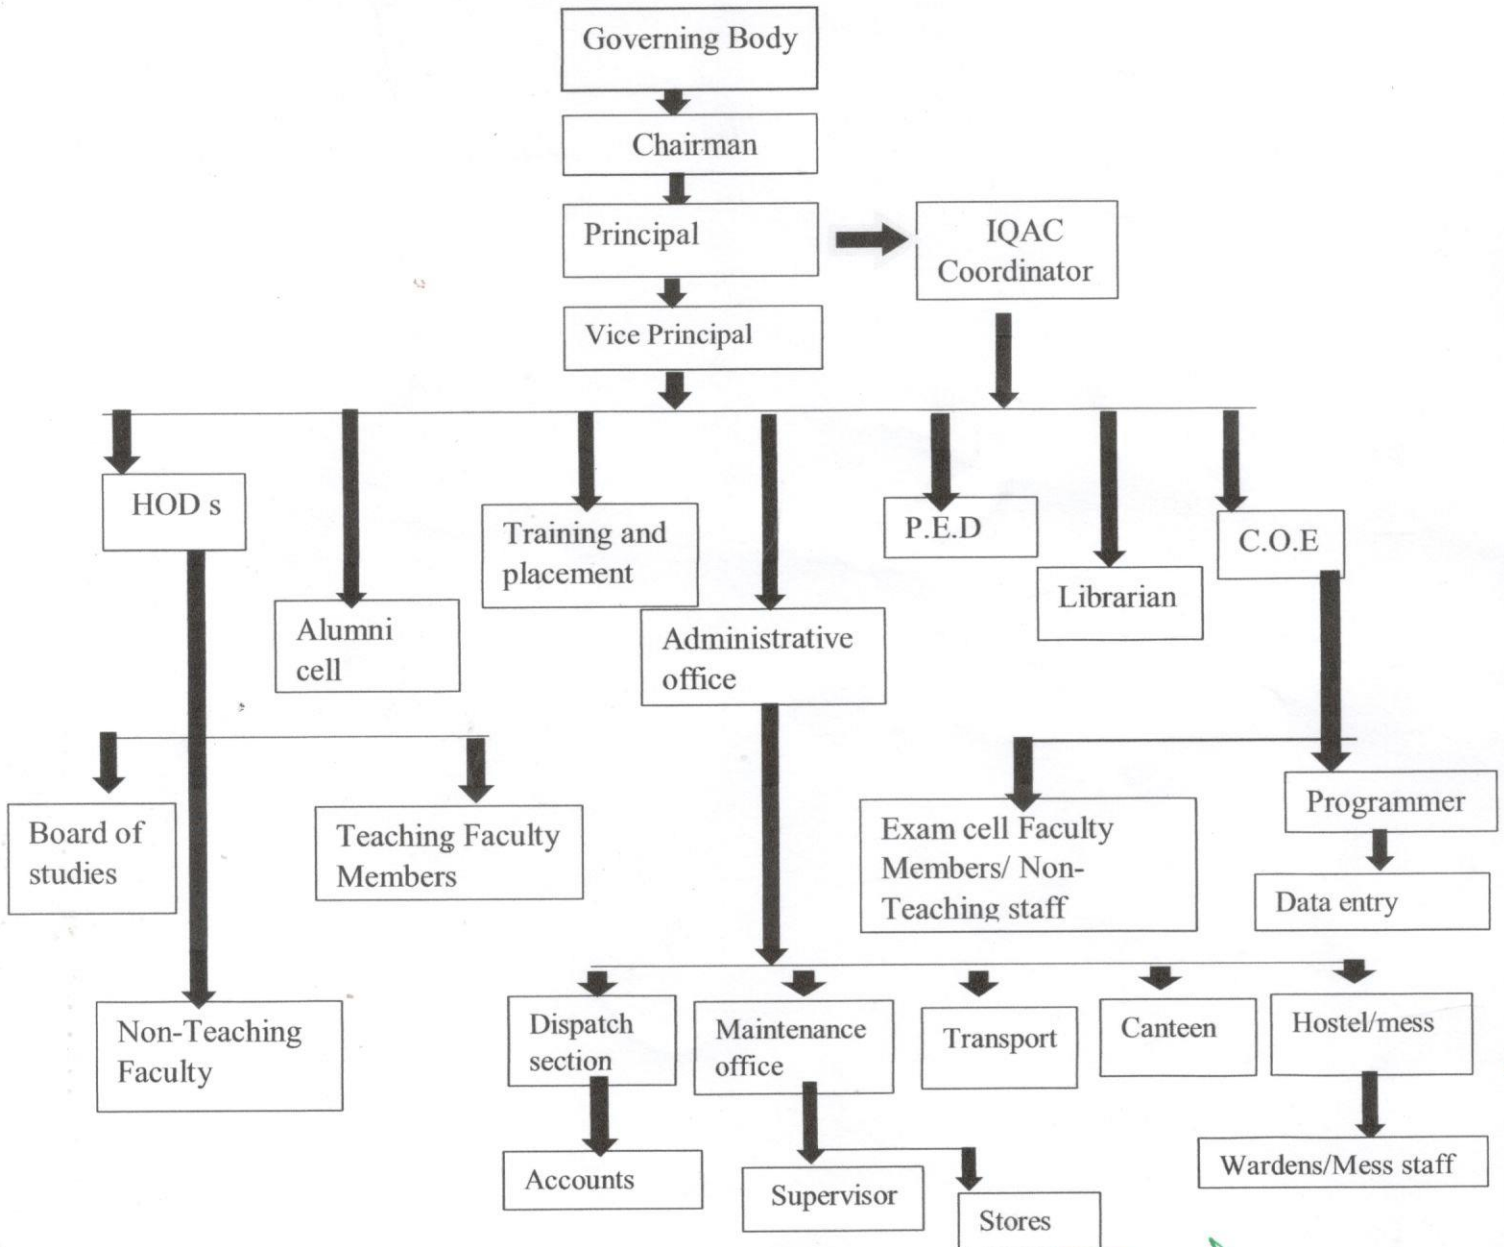 Governing Body
Chairman
Principal
IQAC
Coordinator
Vice Principal
HOD s
Alumni
cell
Training and
placement
Administrative
office
P.E.D
Librarian
C.O.E
Board of
studies
Teaching Faculty
Members
Non-Teaching
Faculty
Exam cell Faculty
Members/ Non-
Teaching staff
Programmer
Data entry
Dispatch
section
Maintenance
office
Transport
Canteen
Hostel/mess
Accounts
Supervisor
Stores
Wardens/Mess staff